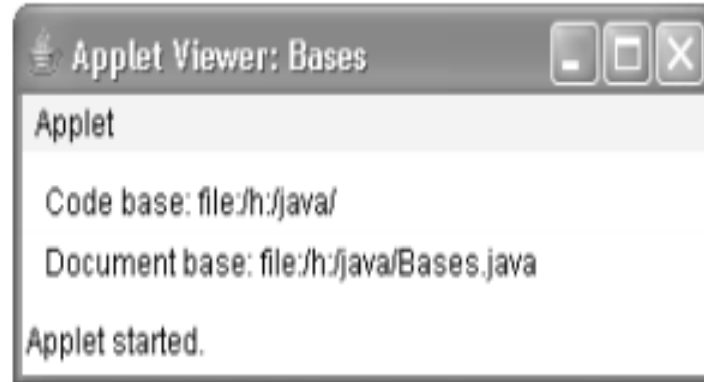 Applet Viewer: Bases
Applet
Code base: file:/h:/java/
Document base: file:/h:/java/Bases.java
Applet started.